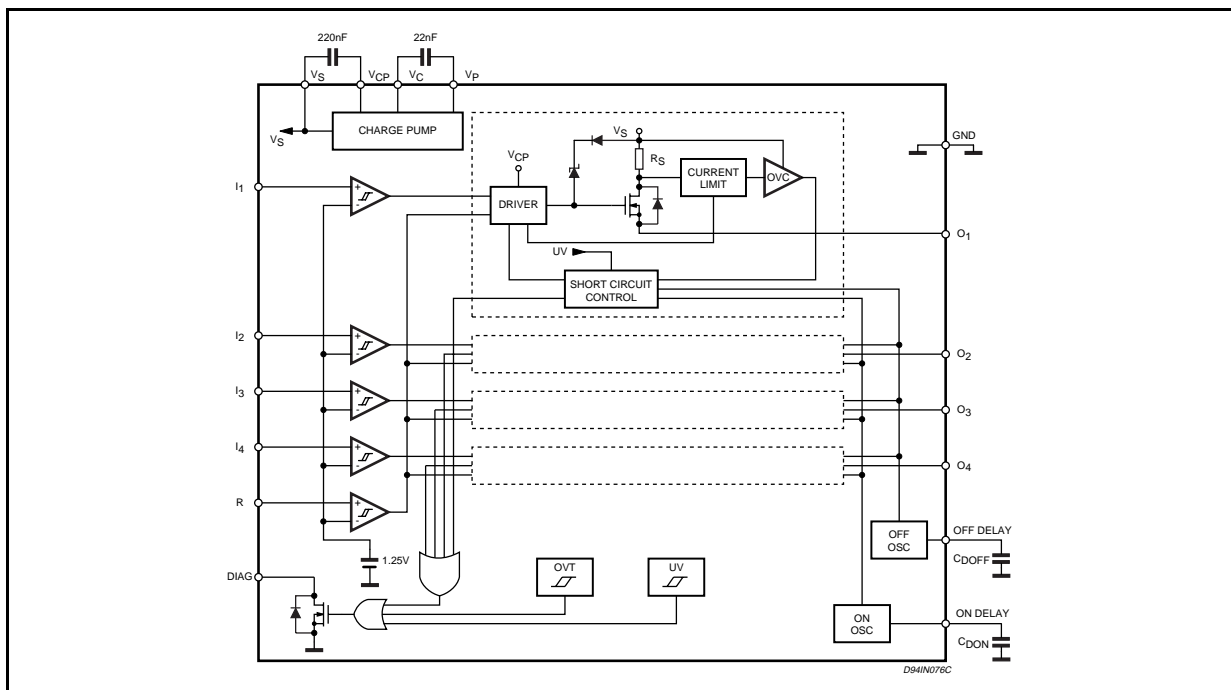 220nF 22nF
VS VCP VC VP
CHARGE PUMP
VS
VS
GND
RS
VCP
CURRENT
LIMIT
OVC
I1
+
-
DRIVER
O1
UV
SHORT CIRCUIT
CONTROL
I2
+
-
O2
I3
+
-
O3
I4
+
-
O4
R
+
-
OFF
OSC
OFF DELAY
CDOFF
1.25V
OVT
UV
DIAG
ON
OSC
ON DELAY
CDON
D94IN076C